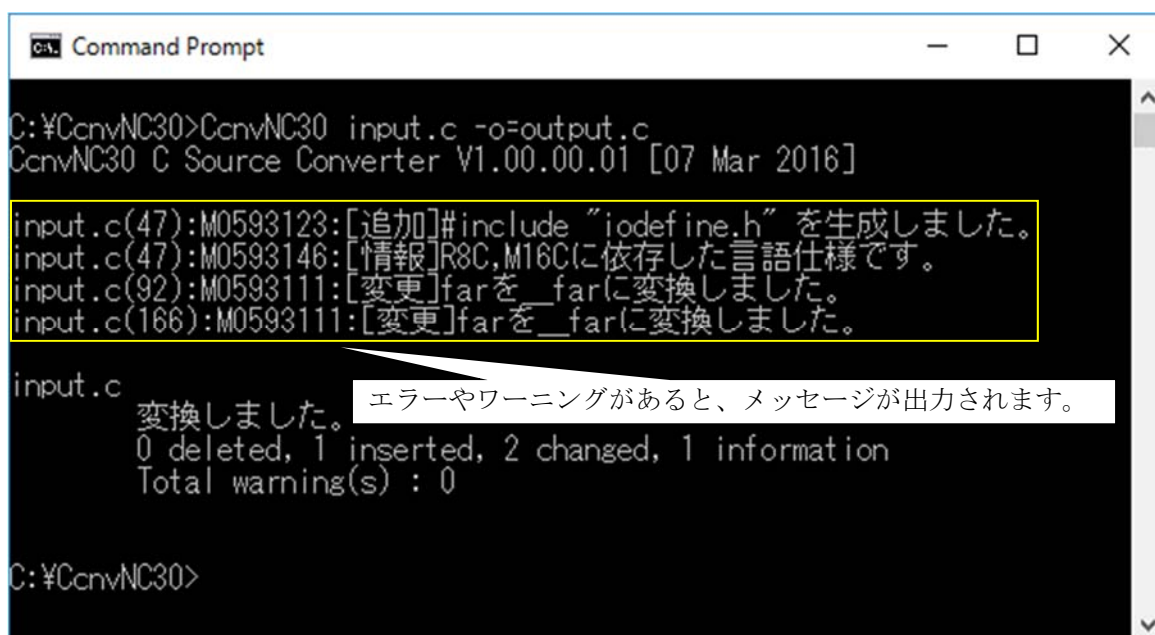 Command Prompt
C:¥CcnvNC30>CcnvNC30 input.c -o=output.c
CcnvNC30 C Source Converter V1.00.00.01 [07 Mar 2016]
input.c(47):M0593123:[追加]#include "iodefine.h" を生成しました。
input.c(47):M0593146:[情報]R8C,M16Cに依存した言語仕様です。
input.c(92):M0593111:[変更]farを__farに変換しました。
input.c(166):M0593111:[変更]farを__farに変換しました。
input.c
エラーやワーニングがあると、メッセージが出力されます。
変換しました。
0 deleted, 1 inserted, 2 changed, 1 information
Total warning(s) : 0
C:¥CcnvNC30>